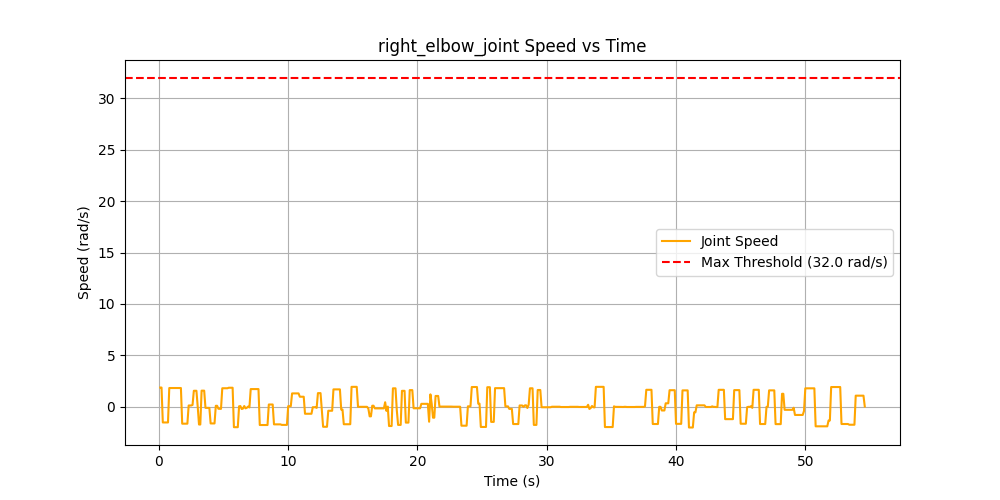 right_elbow_joint Speed vs Time
30
25
20
15
10
5
0
Speed (rad/s)
Joint Speed
Max Threshold (32.0 rad/s)
0
10
20
30
40
50
Time (s)